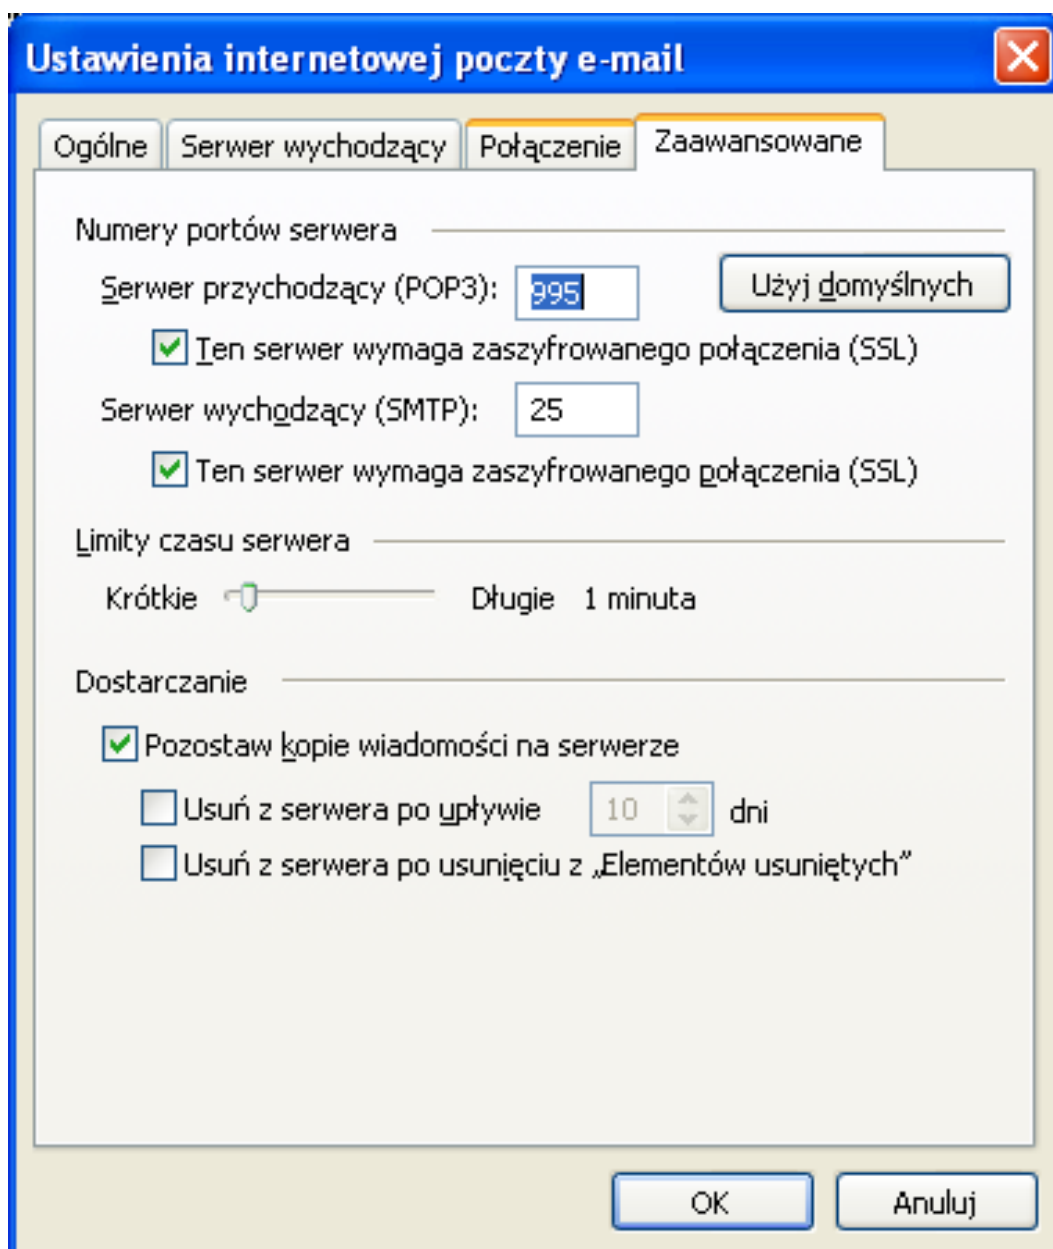 Ustawienia internetowej poczty e-mail
Ogólne Serwer wychodzący Połączenie Zaawansowane
Numery portów serwera
Serwer przychodzący (POP3): 995 Użyj domyślnych
Ten serwer wymaga zaszyfrowanego połączenia (SSL)
Serwer wychodzący (SMTP): 25
Ten serwer wymaga zaszyfrowanego połączenia (SSL)
Limity czasu serwera
Krótkie Długie 1 minuta
Dostarczanie
Pozostaw kopie wiadomości na serwerze
Usuń z serwera po upływie 10 dni
Usuń z serwera po usunięciu z „Elementów usuniętych”
OK Anuluj